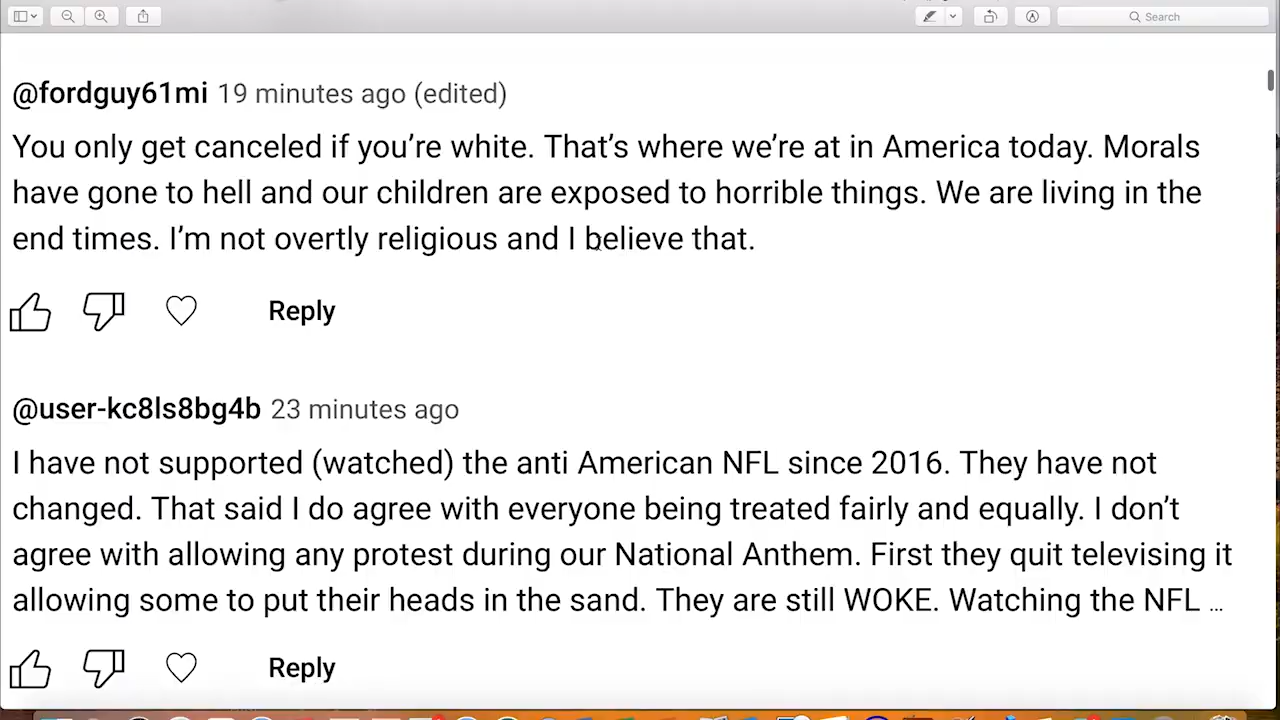 Search
@fordguy61mi 19 minutes ago (edited)
You only get canceled if you’re white. That’s where we’re at in America today. Morals
have gone to hell and our children are exposed to horrible things. We are living in the
end times. I’m not overtly religious and I believe that.
Reply
@user-kc8ls8bg4b 23 minutes ago
I have not supported (watched) the anti American NFL since 2016. They have not
changed. That said I do agree with everyone being treated fairly and equally. I don’t
agree with allowing any protest during our National Anthem. First they quit televising it
allowing some to put their heads in the sand. They are still WOKE. Watching the NFL ...
Reply